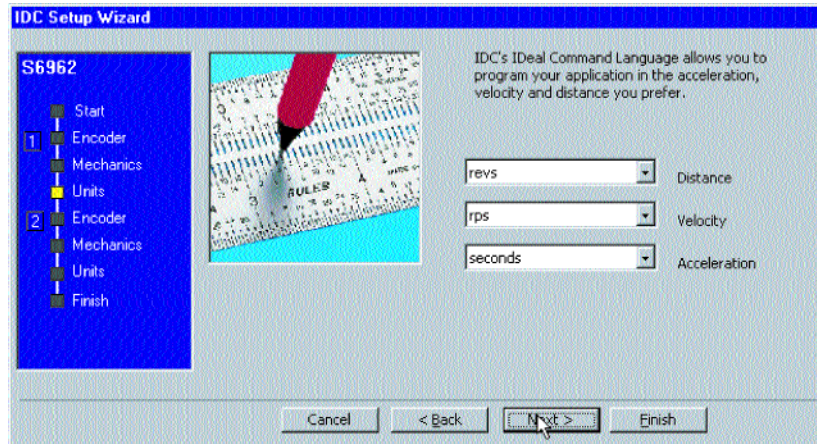 IDC Setup Wizard
S6962
Start
1
Encoder
Mechanics
Units
2
Encoder
Mechanics
Units
Finish
RULER
IDC's IDeal Command Language allows you to
program your application in the acceleration,
velocity and distance you prefer.
revs
Distance
rps
Velocity
seconds
Acceleration
Cancel
< Back
Next >
Finish